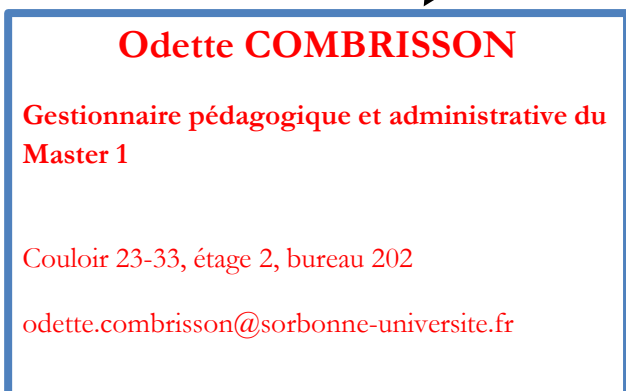 Odette COMBRISSON
Gestionnaire pédagogique et administrative du
Master 1
Couloir 23-33, étage 2, bureau 202
odette.combrisson@sorbonne-universite.fr